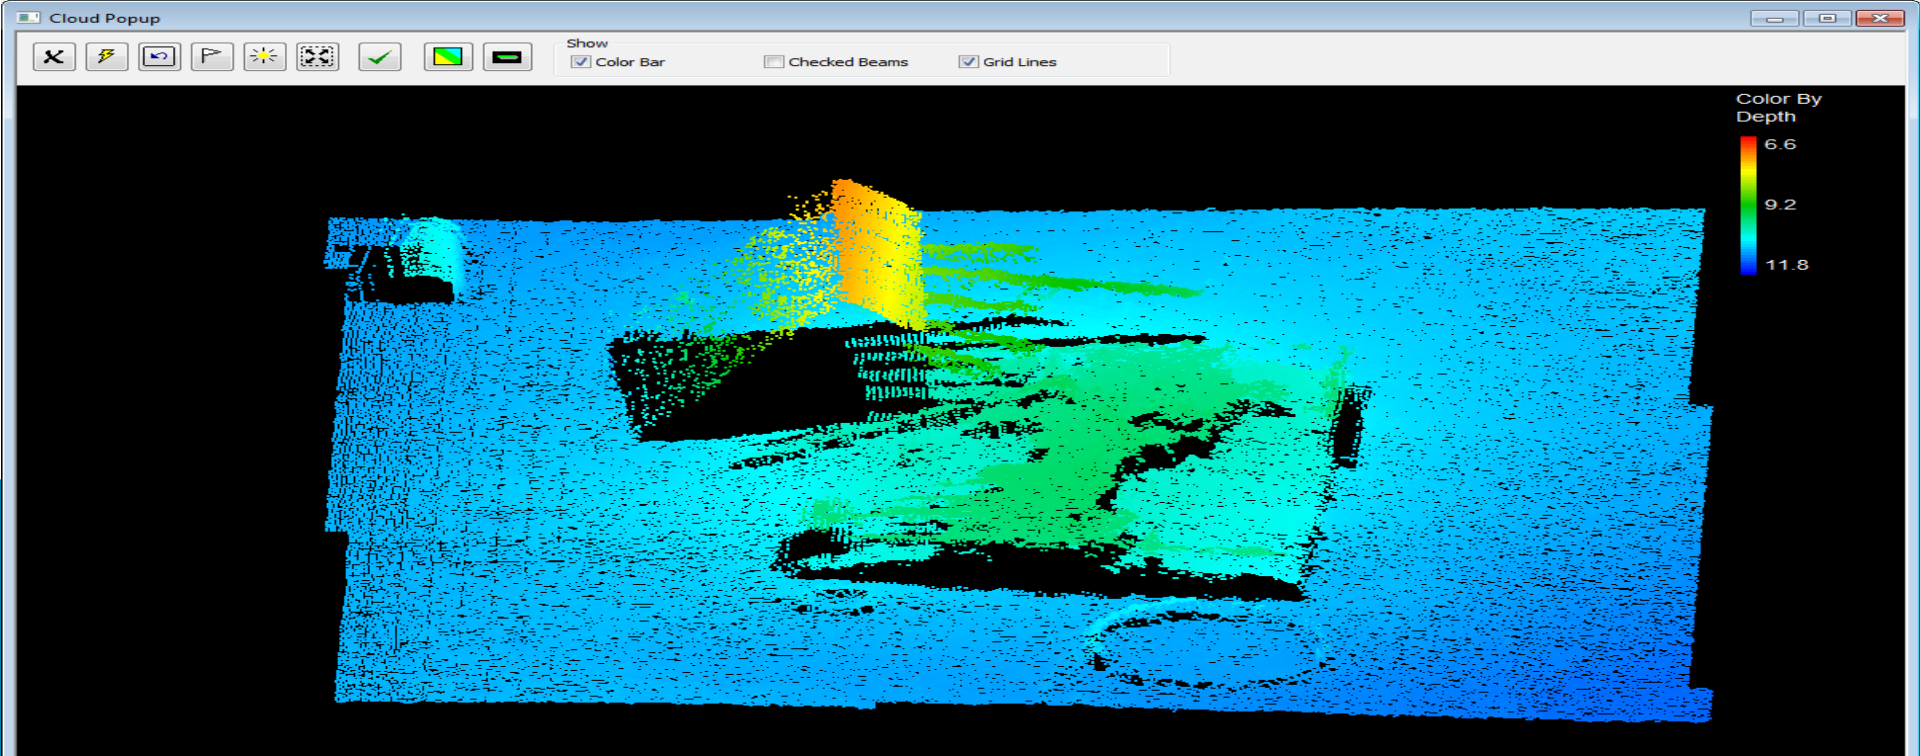 Cloud Popup
Show
Color Bar
Checked Beams
Grid Lines
Color By
Depth
6.6
9.2
11.8